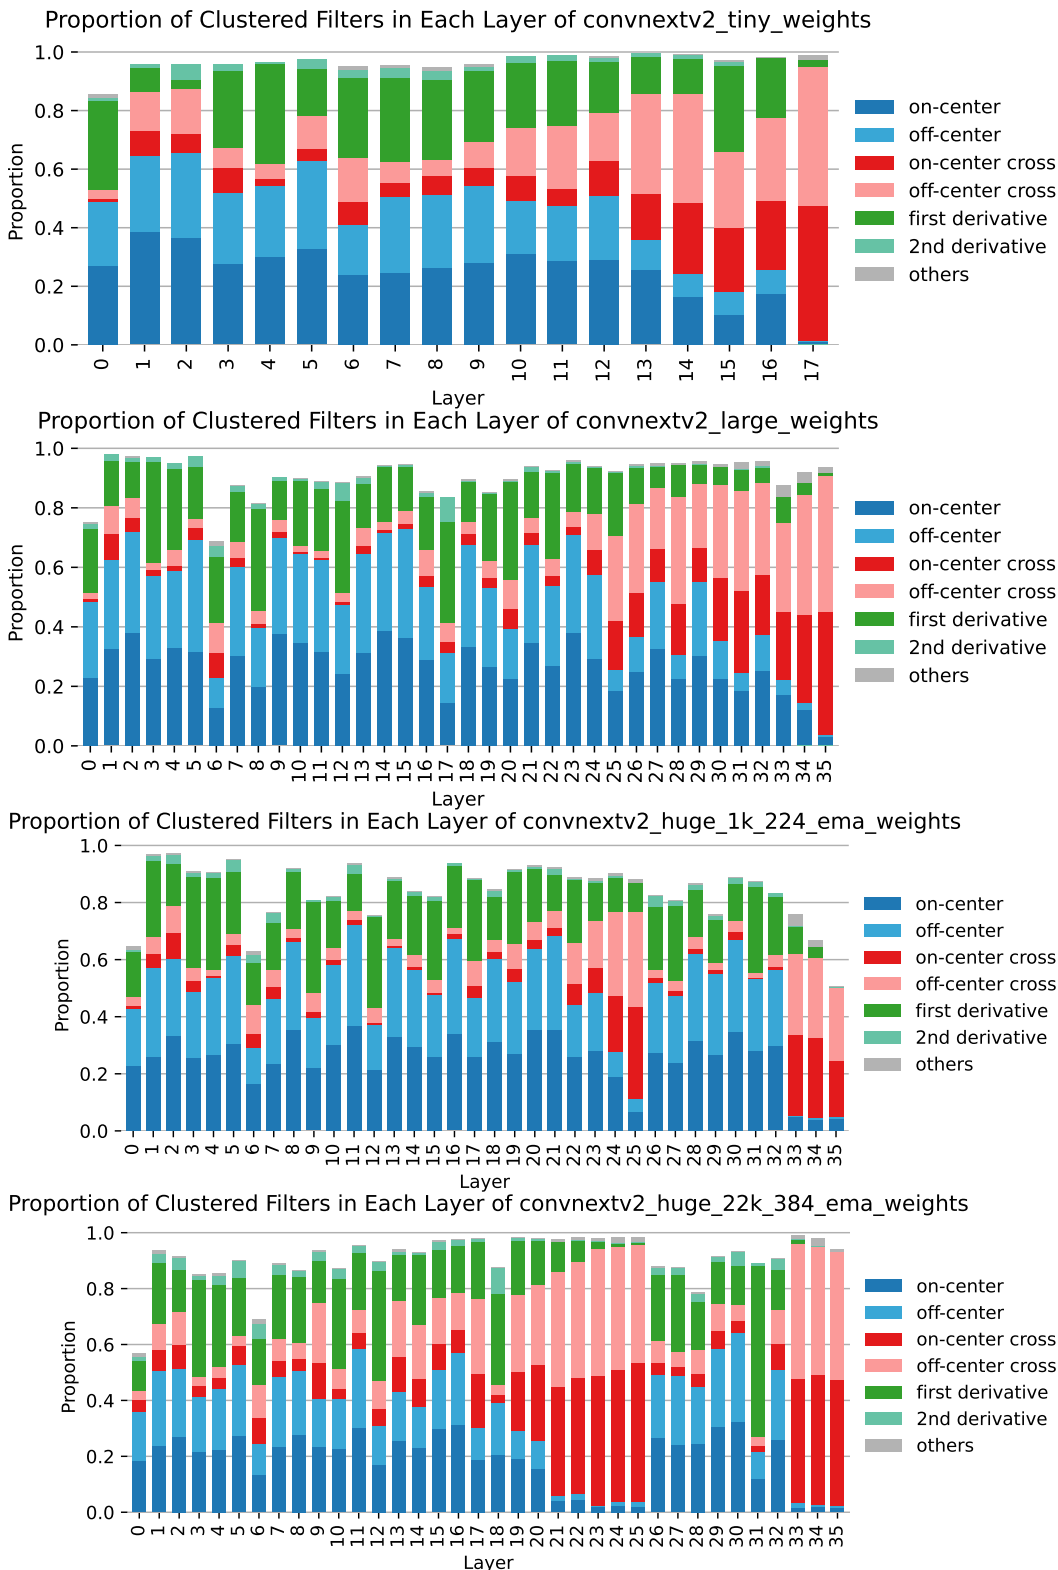 Proportion of Clustered Filters in Each Layer of convnextv2_tiny_weights
1.0
0.8
0.6
0.4
0.2
0.0
Proportion
0 1 2 3 4 5 6 7 8 9 10 11 12 13 14 15 16 17
Layer
on-center
off-center
on-center cross
off-center cross
first derivative
2nd derivative
others
Proportion of Clustered Filters in Each Layer of convnextv2_large_weights
1.0
0.8
0.6
0.4
0.2
0.0
Proportion
0 1 2 3 4 5 6 7 8 9 10 11 12 13 14 15 16 17 18 19 20 21 22 23 24 25 26 27 28 29 30 31 32 33 34 35
Layer
on-center
off-center
on-center cross
off-center cross
first derivative
2nd derivative
others
Proportion of Clustered Filters in Each Layer of convnextv2_huge_1k_224_ema_weights
1.0
0.8
0.6
0.4
0.2
0.0
Proportion
0 1 2 3 4 5 6 7 8 9 10 11 12 13 14 15 16 17 18 19 20 21 22 23 24 25 26 27 28 29 30 31 32 33 34 35
Layer
on-center
off-center
on-center cross
off-center cross
first derivative
2nd derivative
others
Proportion of Clustered Filters in Each Layer of convnextv2_huge_22k_384_ema_weights
1.0
0.8
0.6
0.4
0.2
0.0
Proportion
0 1 2 3 4 5 6 7 8 9 10 11 12 13 14 15 16 17 18 19 20 21 22 23 24 25 26 27 28 29 30 31 32 33 34 35
Layer
on-center
off-center
on-center cross
off-center cross
first derivative
2nd derivative
others